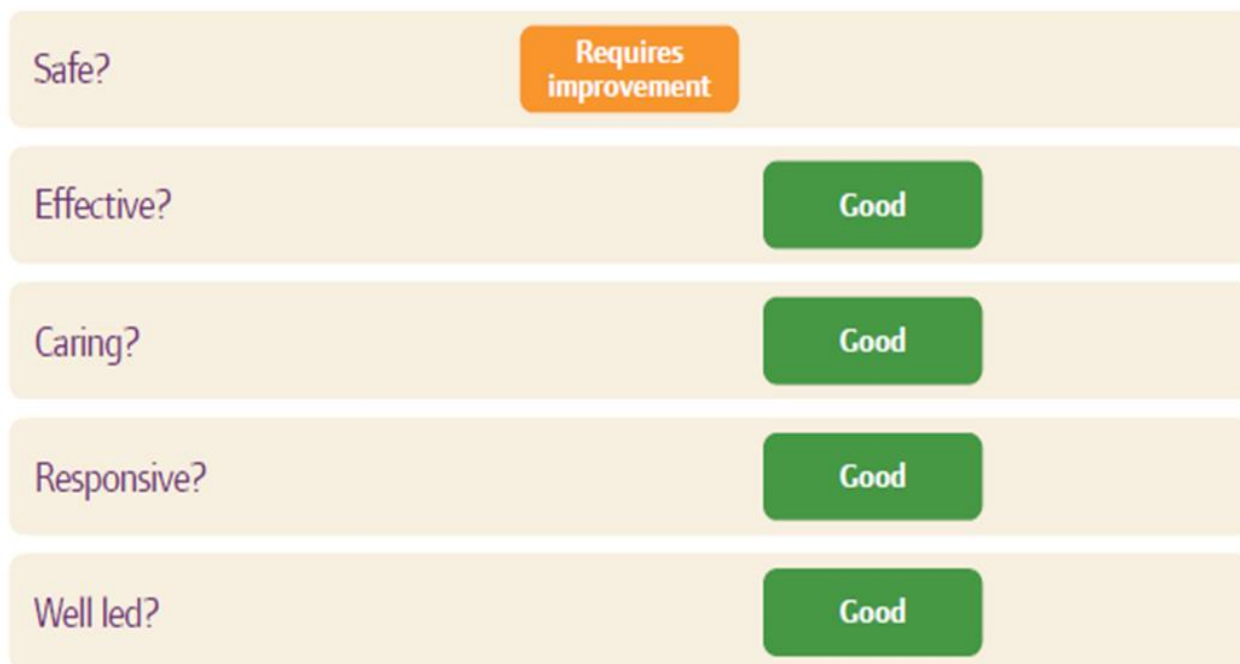 Safe?
Requires
improvement
Effective?
Good
Caring?
Good
Responsive?
Good
Well led?
Good